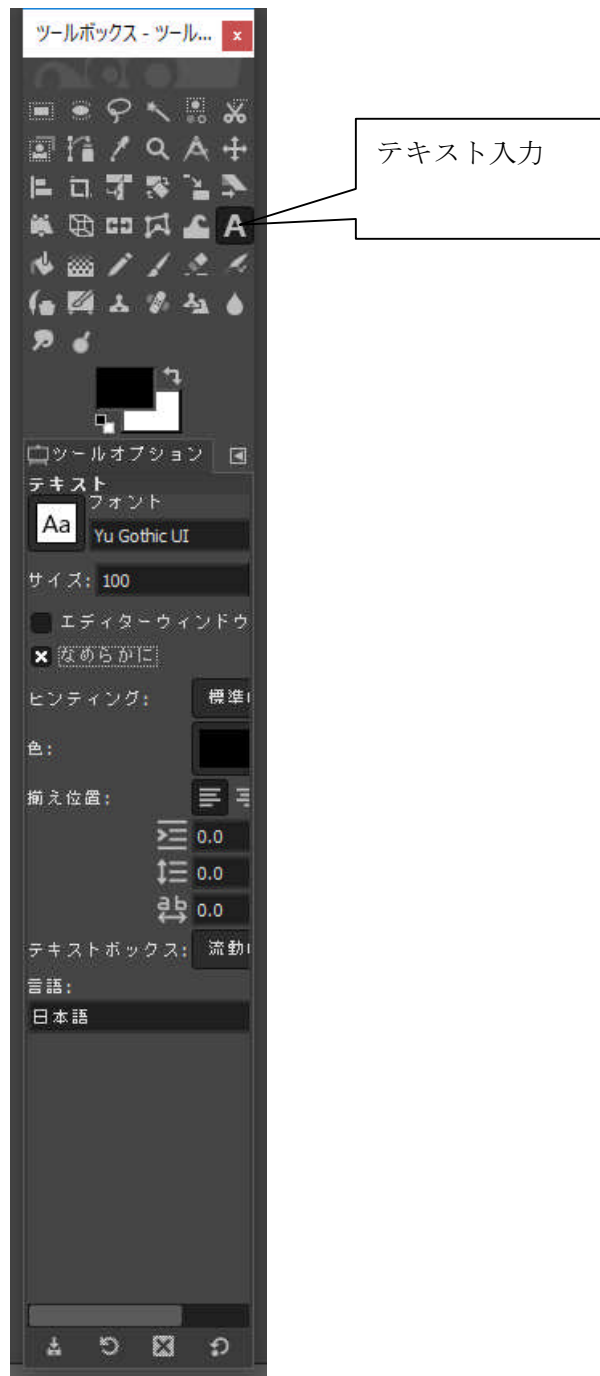 ツールボックス - ツール...
テキスト入力
ツールオプション
テキスト
フォント
Aa
Yu Gothic UI
サイズ: 100
エディターウィンドウ
なめらかに
ヒンティング: 標準
色:
揃え位置:
0.0
0.0
ab 0.0
テキストボックス: 流動
言語:
日本語